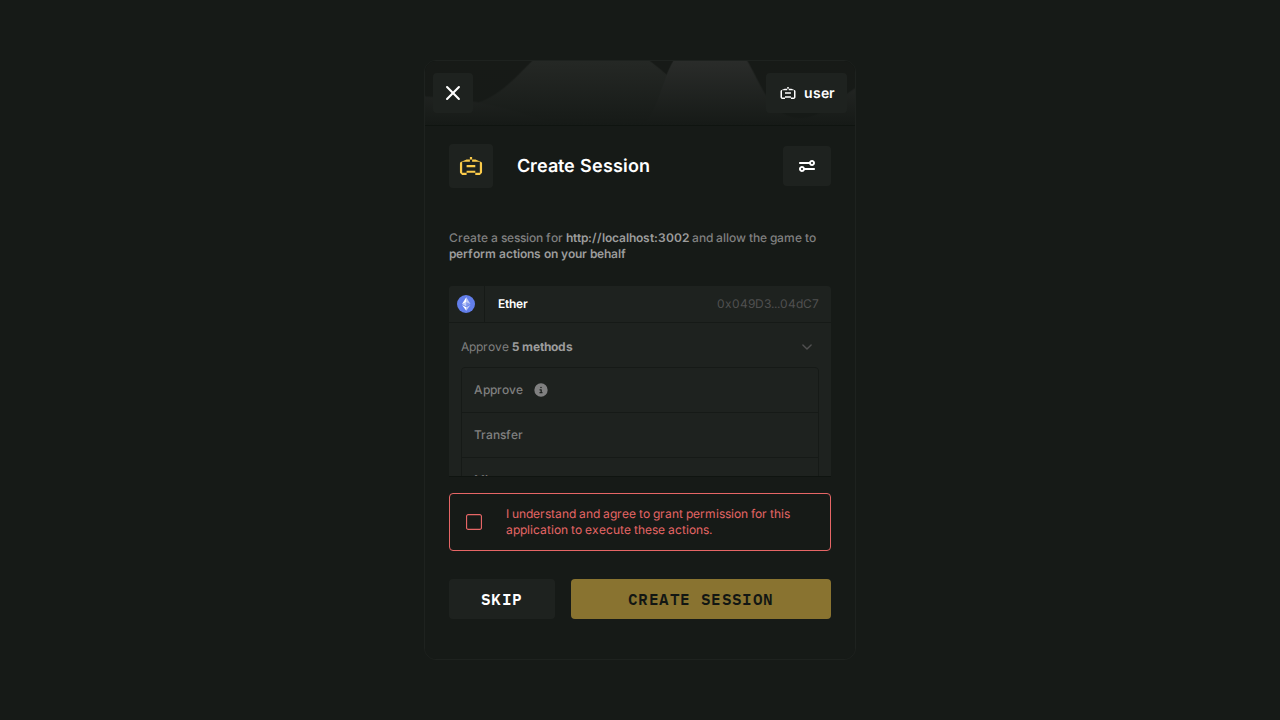 user
Create Session
Create a session for http://localhost:3002 and allow the game to
perform actions on your behalf
Ether 0x049D3...04dC7
Approve 5 methods
Approve
Transfer
I understand and agree to grant permission for this
application to execute these actions.
SKIP CREATE SESSION